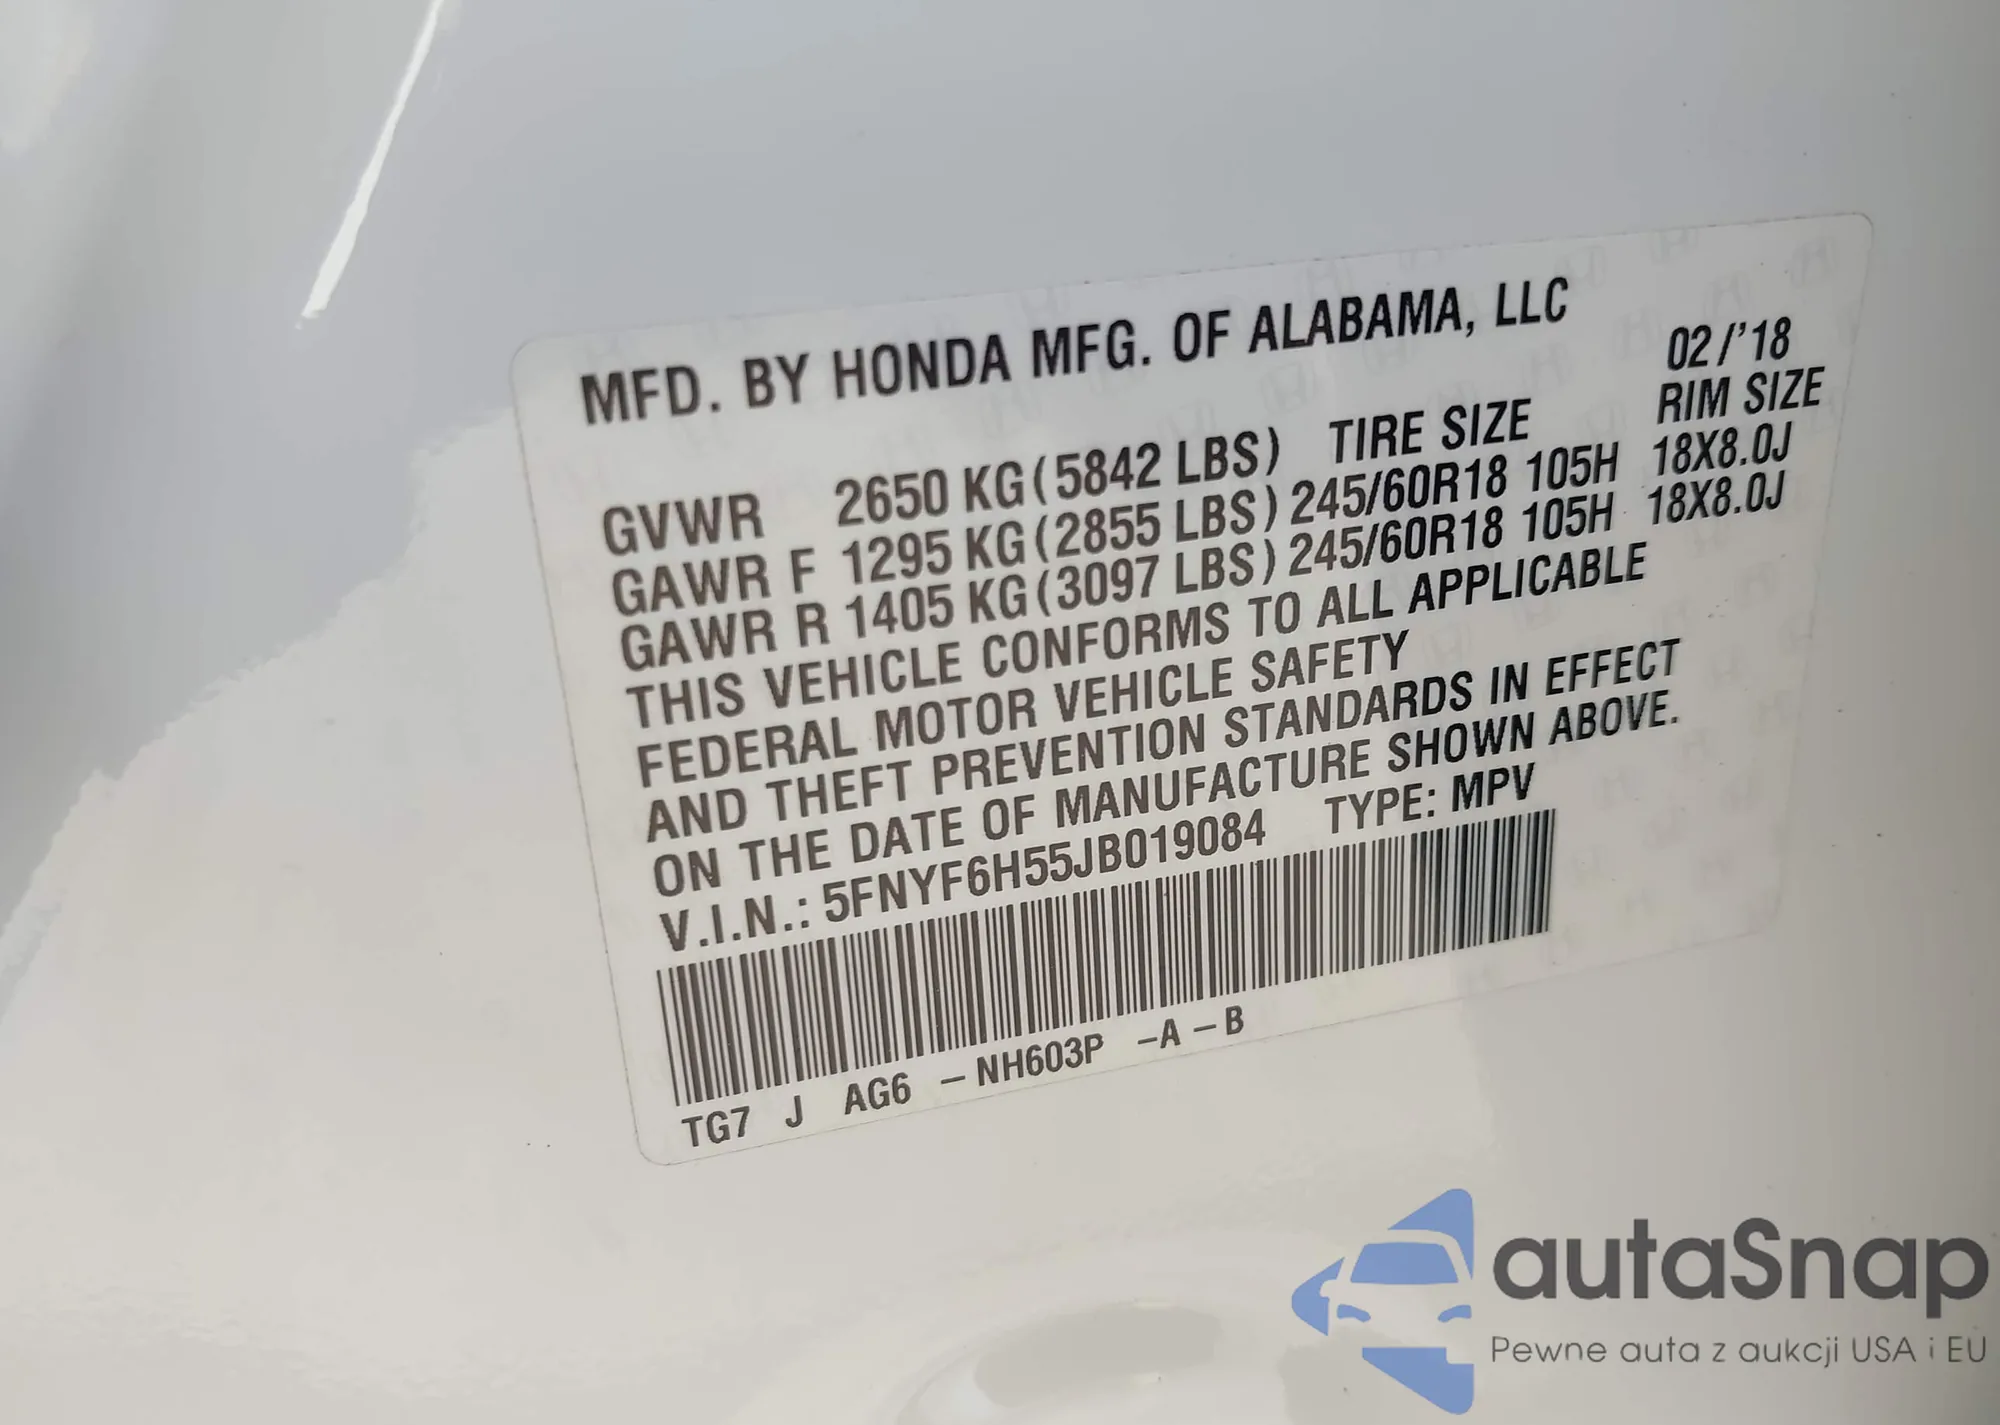 MFD. BY HONDA MFG. OF ALABAMA, LLC
02/'18
GVWR 2650 KG(5842 LBS) TIRE SIZE RIM SIZE
GAWR F 1295 KG(2855 LBS) 245/60R18 105H 18X8.0J
GAWR R 1405 KG(3097 LBS) 245/60R18 105H 18X8.0J
THIS VEHICLE CONFORMS TO ALL APPLICABLE
FEDERAL MOTOR VEHICLE SAFETY
AND THEFT PREVENTION STANDARDS IN EFFECT
ON THE DATE OF MANUFACTURE SHOWN ABOVE.
V.I.N.: 5FNYF6H55JB019084 TYPE: MPV
TG7 J AG6 – NH603P –A – B
autaSnap
Pewne auta z aukcji USA i EU